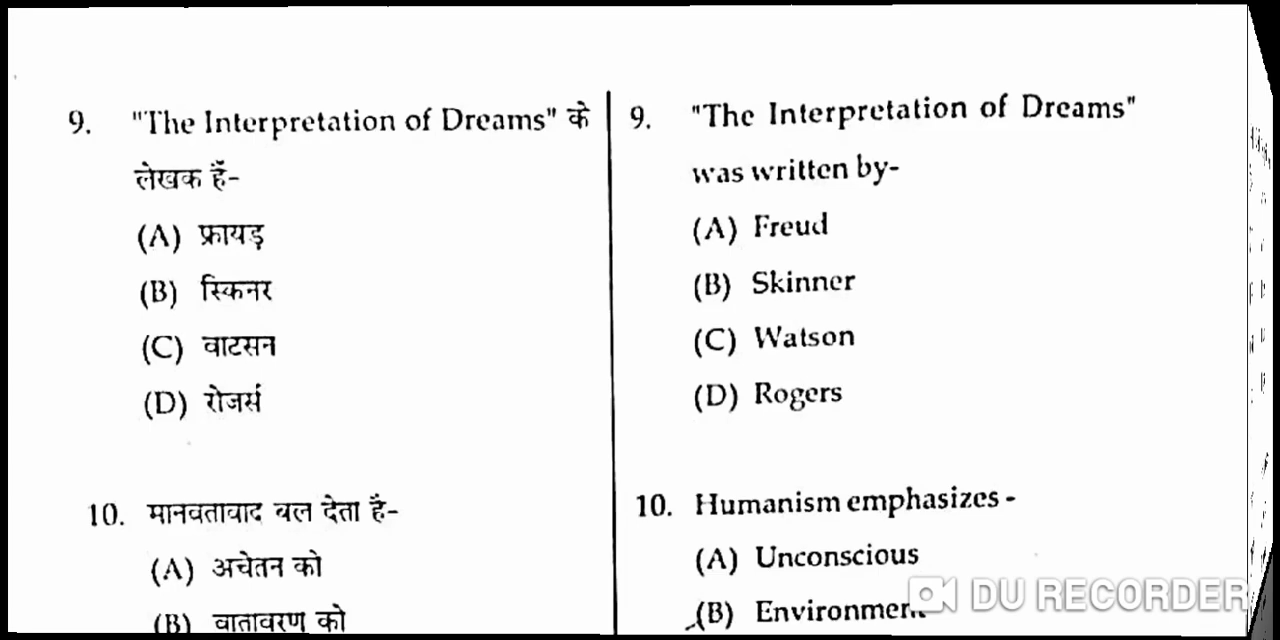 9. "The Interpretation of Dreams" के
लेखक हैं-
(A) फ्रायड़
(B) स्किनर
(C) वाटसन
(D) रोजर्स
10. मानवतावाद बल देता है-
(A) अचेतन को
(B) वातावरण को
9. "The Interpretation of Dreams"
was written by-
(A) Freud
(B) Skinner
(C) Watson
(D) Rogers
10. Humanism emphasizes -
(A) Unconscious
(B) Environment
DU RECORDER